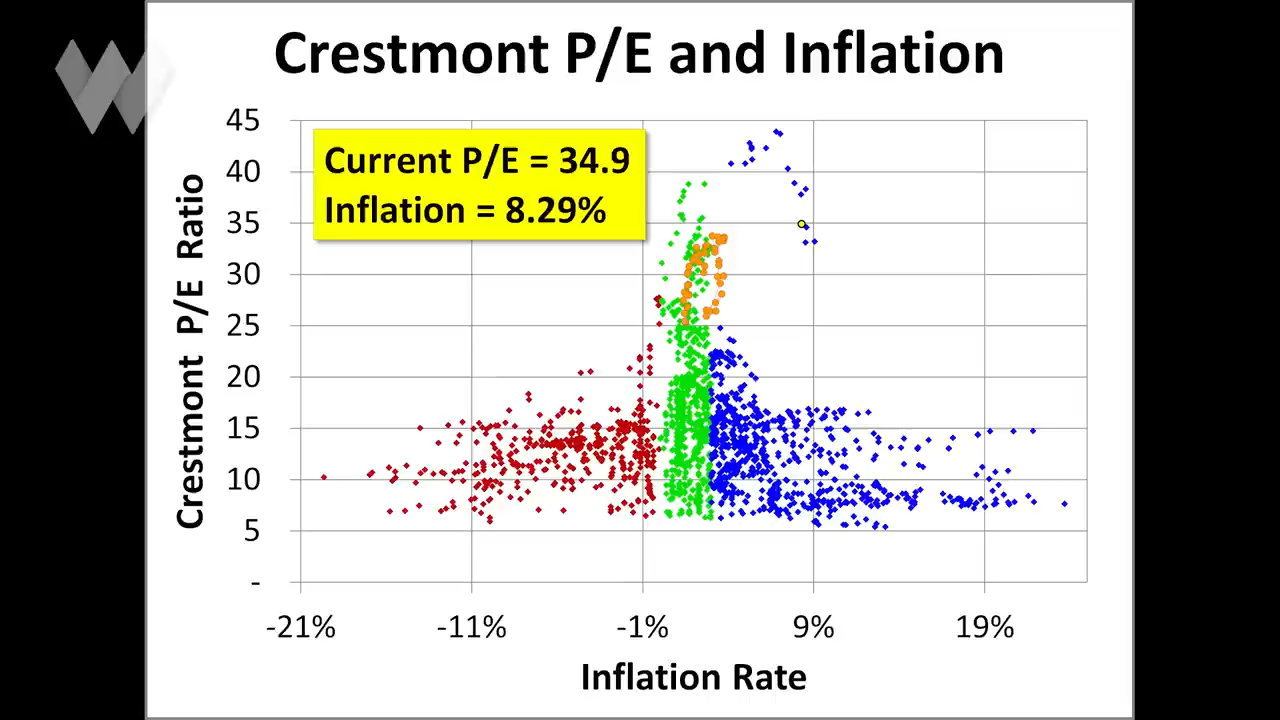 Crestmont P/E and Inflation
Current P/E = 34.9
Inflation = 8.29%
Crestmont P/E Ratio
45
40
35
30
25
20
15
10
5
-
-21%
-11%
-1%
9%
19%
Inflation Rate
W